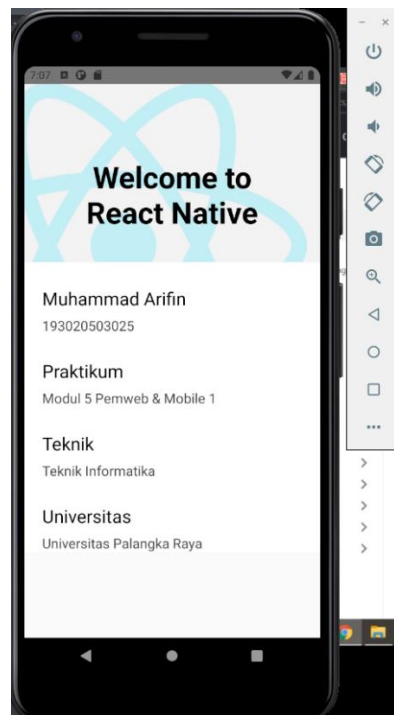 7:07
Welcome to
React Native
Muhammad Arifin
193020503025
Praktikum
Modul 5 Pemweb & Mobile 1
Teknik
Teknik Informatika
Universitas
Universitas Palangka Raya